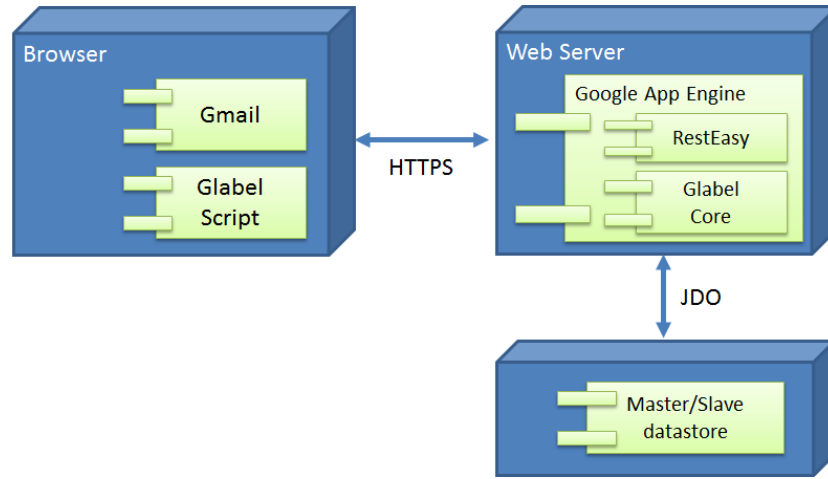 Browser
Gmail
Glabel
Script
HTTPS
Web Server
Google App Engine
RestEasy
Glabel
Core
JDO
Master/Slave
datastore